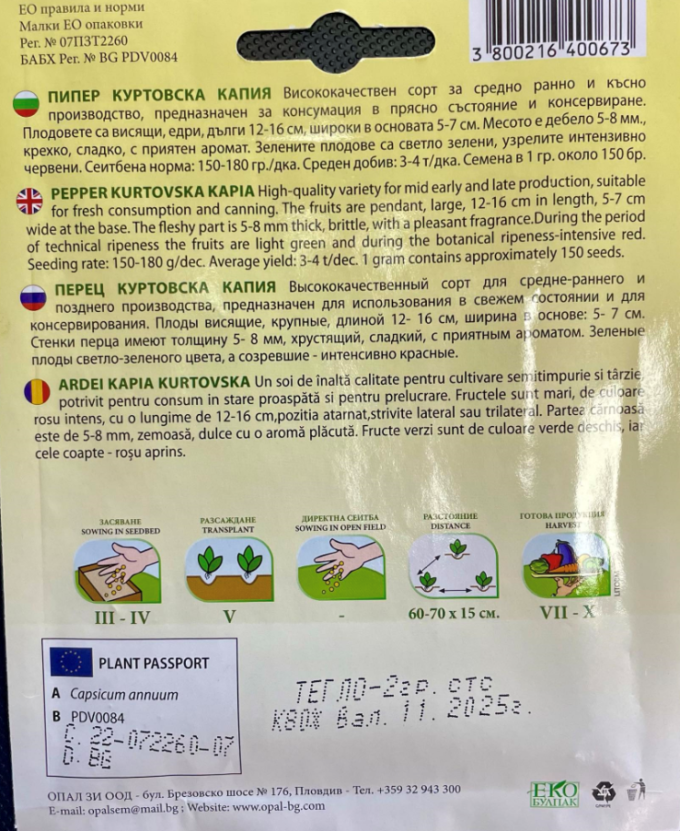 ЕО правила и норми
Малки ЕО опаковки
Рег. № 07ПЗТ2260
БАБХ Рег. № BG PDV0084
3 800216 400673
ПИПЕР КУРТОВСКА КАПИЯ Висококачествен сорт за средно ранно и късно
производство, предназначен за консумация в прясно състояние и консервиране.
Плодовете са висящи, едри, дълги 12-16 см, широки в основата 5-7 см. Месото е дебело 5-8 мм.,
крехко, сладко, с приятен аромат. Зелените плодове са светло зелени, узрелите интензивно
червени. Сеитбена норма: 150-180 гр./дка. Среден добив: 3-4 т/дка. Семена в 1 гр. около 150 бр.
PEPPER KURTOVSKA KAPIA High-quality variety for mid early and late production, suitable
for fresh consumption and canning. The fruits are pendant, large, 12-16 cm in length, 5-7 cm
wide at the base. The fleshy part is 5-8 mm thick, brittle, with a pleasant fragrance.During the period
of technical ripeness the fruits are light green and during the botanical ripeness-intensive red.
Seeding rate: 150-180 g/dec. Average yield: 3-4 t/dec. 1 gram contains approximately 150 seeds.
ПЕРЕЦ КУРТОВСКА КАПИЯ Высококачественный сорт для средне-раннего и
позднего производства, предназначен для использования в свежем состоянии и для
консервирования. Плоды висящие, крупные, длиной 12- 16 см, ширина в основе: 5- 7 см.
Стенки перца имеют толщину 5- 8 мм, хрустящий, сладкий, с приятным ароматом. Зеленые
плоды светло-зеленого цвета, а созревшие - интенсивно красные.
ARDEI KAPIA KURTOVSKA Un soi de înaltă calitate pentru cultivare semitimpurie si târzie,
potrivit pentru consum in stare proaspătă si pentru prelucrare. Fructele sunt mari, de culoare
rosu intens, cu o lungime de 12-16 cm,pozitia atarnat,strivite lateral sau trilateral. Partea cărnoasă
este de 5-8 mm, zemoasă, dulce cu o aromă plăcută. Fructe verzi sunt de culoare verde deschis, iar
cele coapte - roşu aprins.
ЗАСЯВАНЕ
SOWING IN SEEDBED
III - IV
РАЗСАЖДАНЕ
TRANSPLANT
V
ДИРЕКТНА СЕИТБА
SOWING IN OPEN FIELD
-
РАЗСТОЯНИЕ
DISTANCE
60-70 x 15 см.
ГОТОВА ПРОДУКЦИЯ
HARVEST
VII - X
PLANT PASSPORT
A Capsicum annuum
B PDV0084
C. 22-072260-07
D. BG
ТЕГЛО-2гр. СТС
К80% Вал. 11. 2025г.
ОПАЛ ЗИ ООД - бул. Брезовско шосе № 176, Пловдив - Тел. +359 32 943 300
E-mail: opalsem@mail.bg ; Website: www.opal-bg.com
ЕКО
БУЛПАК